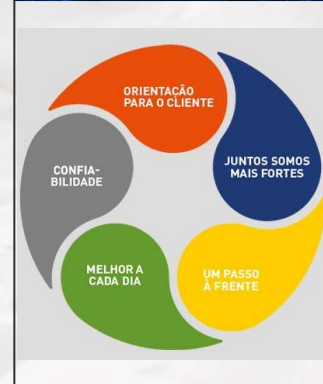 ORIENTAÇÃO
PARA O CLIENTE
JUNTOS SOMOS
MAIS FORTES
UM PASSO
À FRENTE
MELHOR A
CADA DIA
CONFIA-
BILIDADE